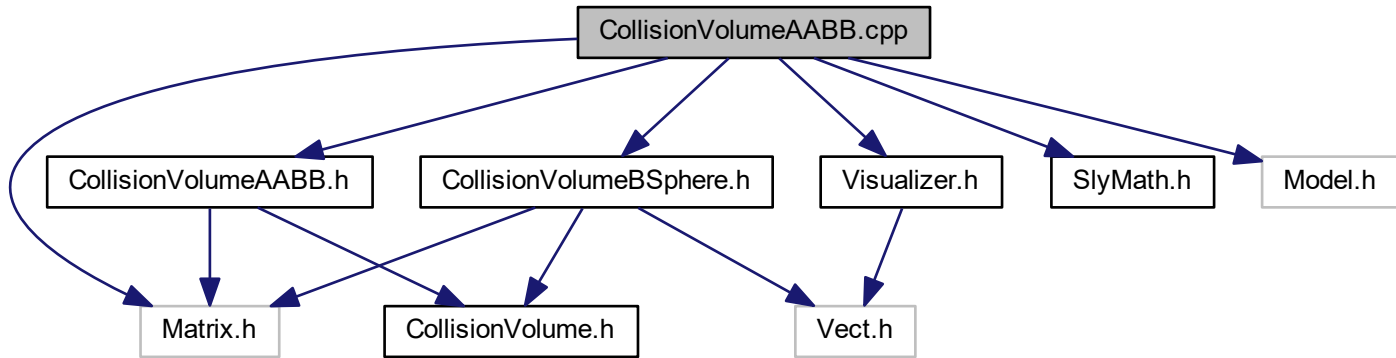 CollisionVolumeAABB.cpp
CollisionVolumeAABB.h
CollisionVolumeBSphere.h
Visualizer.h
SlyMath.h
Model.h
Matrix.h
CollisionVolume.h
Vect.h